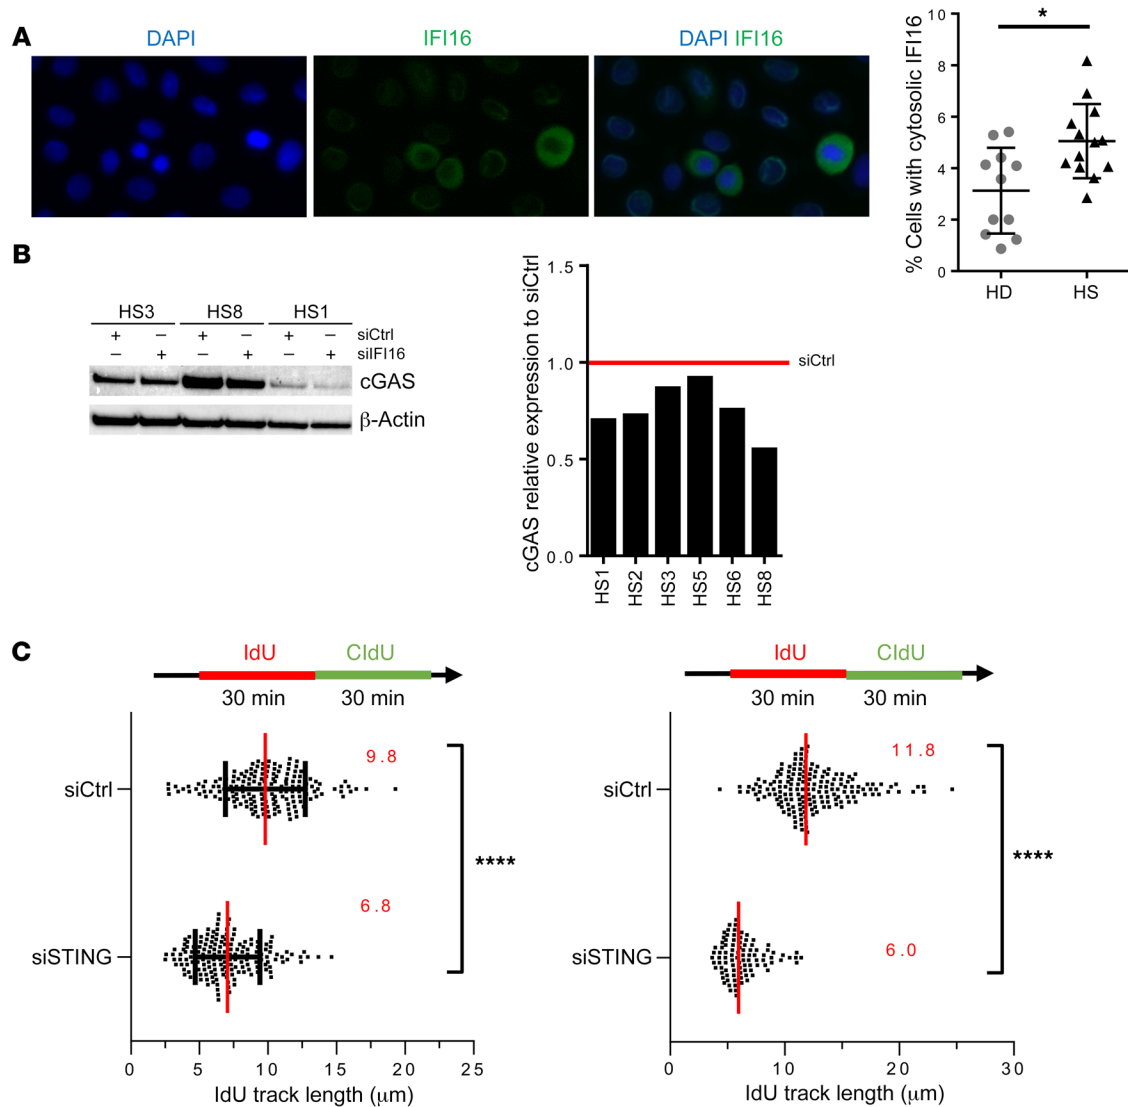 A
DAPI
IFI16
DAPI IFI16
% Cells with cytosolic IFI16
10
8
6
4
2
0
*
HD
HS
B
HS3 HS8 HS1
+ − + − + − siCtrl
− + − + − + siIFI16
cGAS
β-Actin
cGAS relative expression to siCtrl
1.5
1.0
0.5
0.0
siCtrl
HS1
HS2
HS3
HS5
HS6
HS8
C
IdU CIdU
30 min 30 min
siCtrl
9.8
siSTING
6.8
****
0 5 10 15 20 25
IdU track length (μm)
IdU CIdU
30 min 30 min
siCtrl
11.8
siSTING
6.0
****
0 10 20 30
IdU track length (μm)